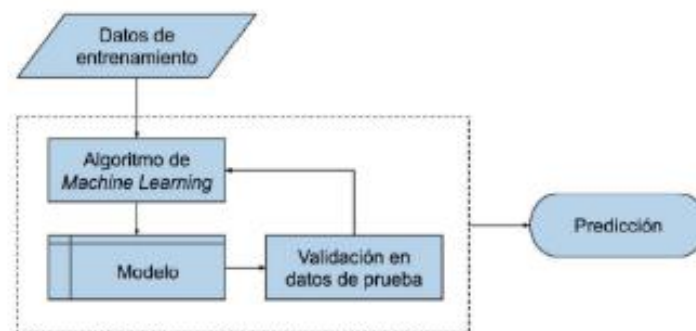 Datos de
entrenamiento
Algoritmo de
Machine Learning
Modelo
Validación en
datos de prueba
Predicción